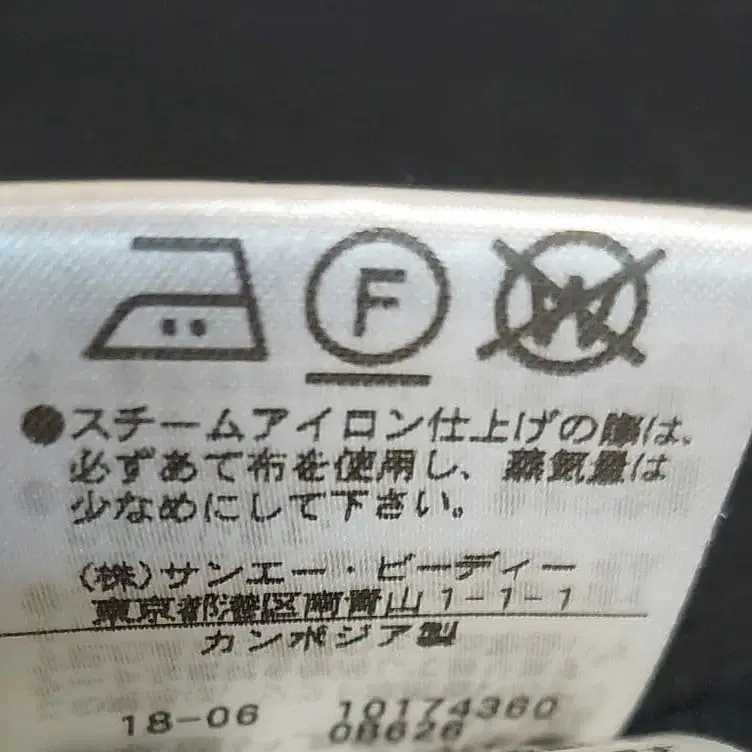 F W
●スチームアイロン仕上げの際は、
必ずあて布を使用し、蒸気量は
少なめにして下さい。
(株)サンエー・ビーディー
東京都港区南青山1-1-1
カンボジア製
18-06 10174360
08626